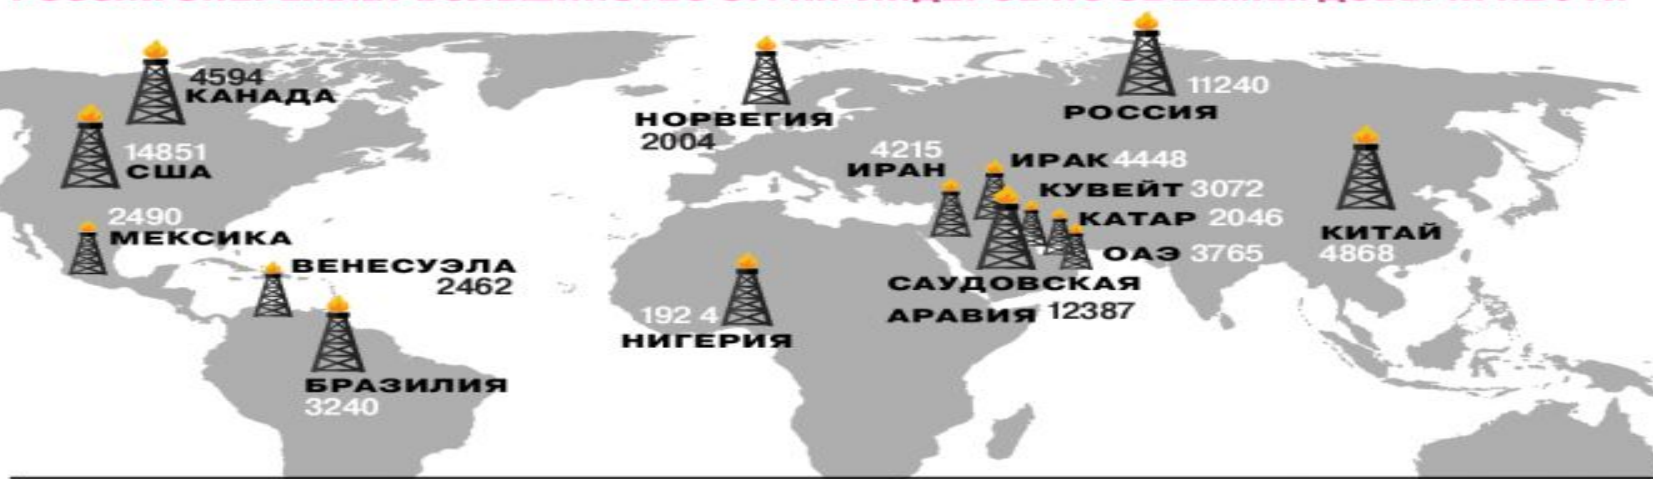 4594
КАНАДА
14851
США
2490
МЕКСИКА
ВЕНЕСУЭЛА
2462
БРАЗИЛИЯ
3240
НОРВЕГИЯ
2004
192 4
НИГЕРИЯ
РОССИЯ
11240
4215
ИРАН
ИРАК 4448
КУВЕЙТ 3072
КАТАР 2046
ОАЭ 3765
САУДОВСКАЯ
АРАВИЯ 12387
КИТАЙ
4868